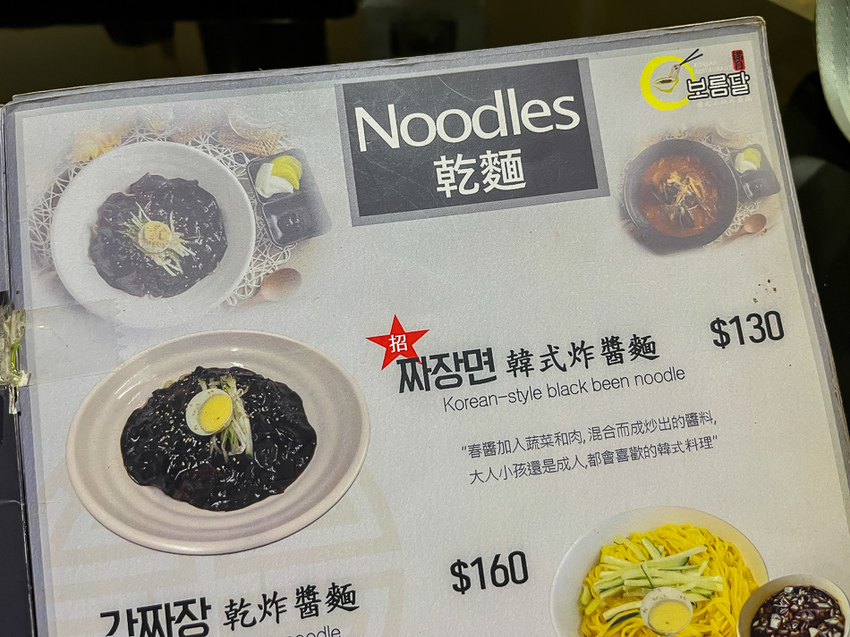 Noodles
乾麵
보름달
招
짜장면 韓式炸醬麵
$130
Korean-style black been noodle
"春醬加入蔬菜和肉, 混合而成炒出的醬料,
大人小孩還是成人,都會喜歡的韓式料理"
$160
간짜장 乾炸醬麵
noodle